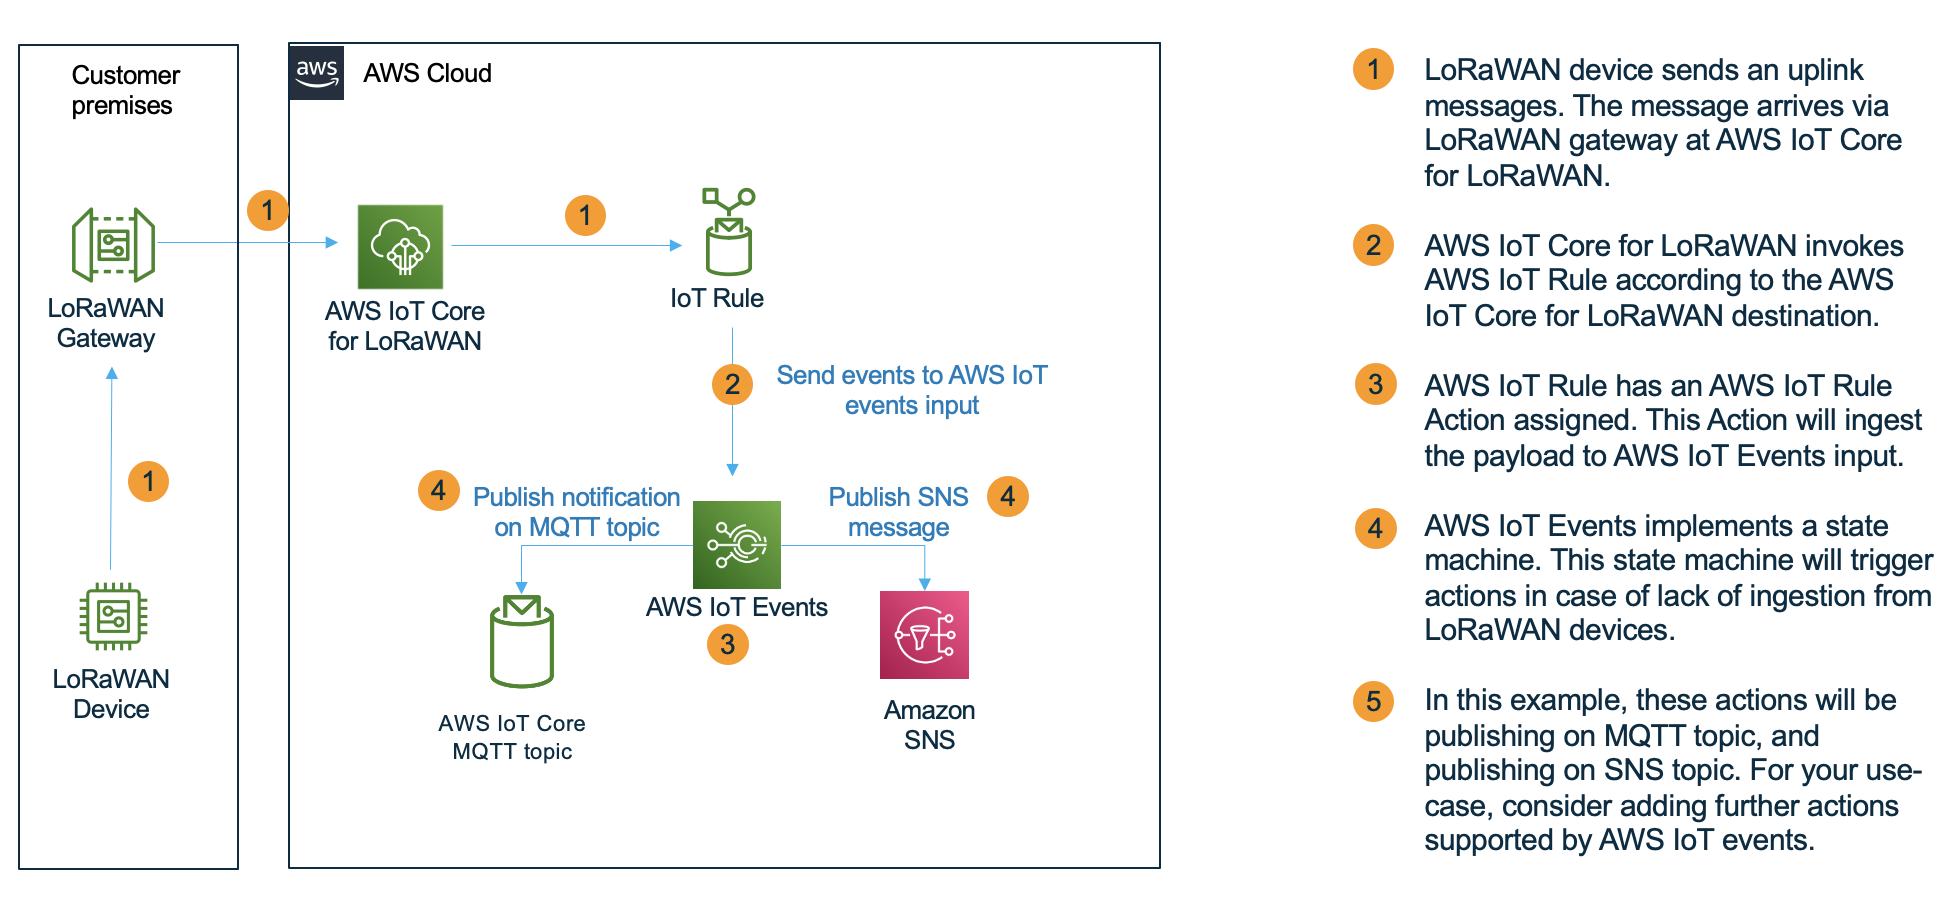 Customer
premises
aws
AWS Cloud
1
1
LoRaWAN
Gateway
AWS IoT Core
for LoRaWAN
IoT Rule
2
Send events to AWS IoT
events input
1
4
Publish notification
on MQTT topic
Publish SNS
message
4
AWS IoT Events
3
LoRaWAN
Device
AWS IoT Core
MQTT topic
Amazon
SNS
1
LoRaWAN device sends an uplink
messages. The message arrives via
LoRaWAN gateway at AWS IoT Core
for LoRaWAN.
2
AWS IoT Core for LoRaWAN invokes
AWS IoT Rule according to the AWS
IoT Core for LoRaWAN destination.
3
AWS IoT Rule has an AWS IoT Rule
Action assigned. This Action will ingest
the payload to AWS IoT Events input.
4
AWS IoT Events implements a state
machine. This state machine will trigger
actions in case of lack of ingestion from
LoRaWAN devices.
5
In this example, these actions will be
publishing on MQTT topic, and
publishing on SNS topic. For your use-
case, consider adding further actions
supported by AWS IoT events.